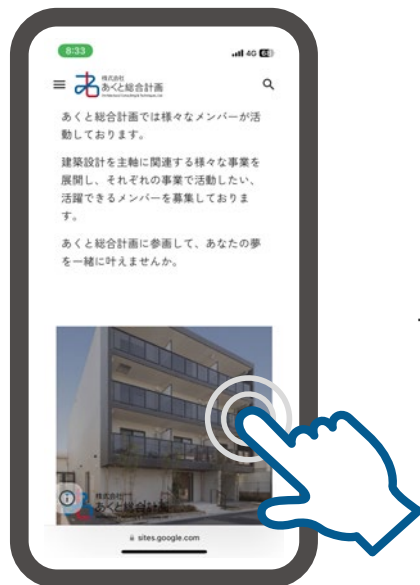 8:33
4G 63
株式会社
あくと総合計画
あくと総合計画では様々なメンバーが活
動しております。
建築設計を主軸に関連する様々な事業を
展開し、それぞれの事業で活動したい、
活躍できるメンバーを募集しておりま
す。
あくと総合計画に参画して、あなたの夢
を一緒に叶えませんか。
株式会社
あくと総合計画
sites.google.com